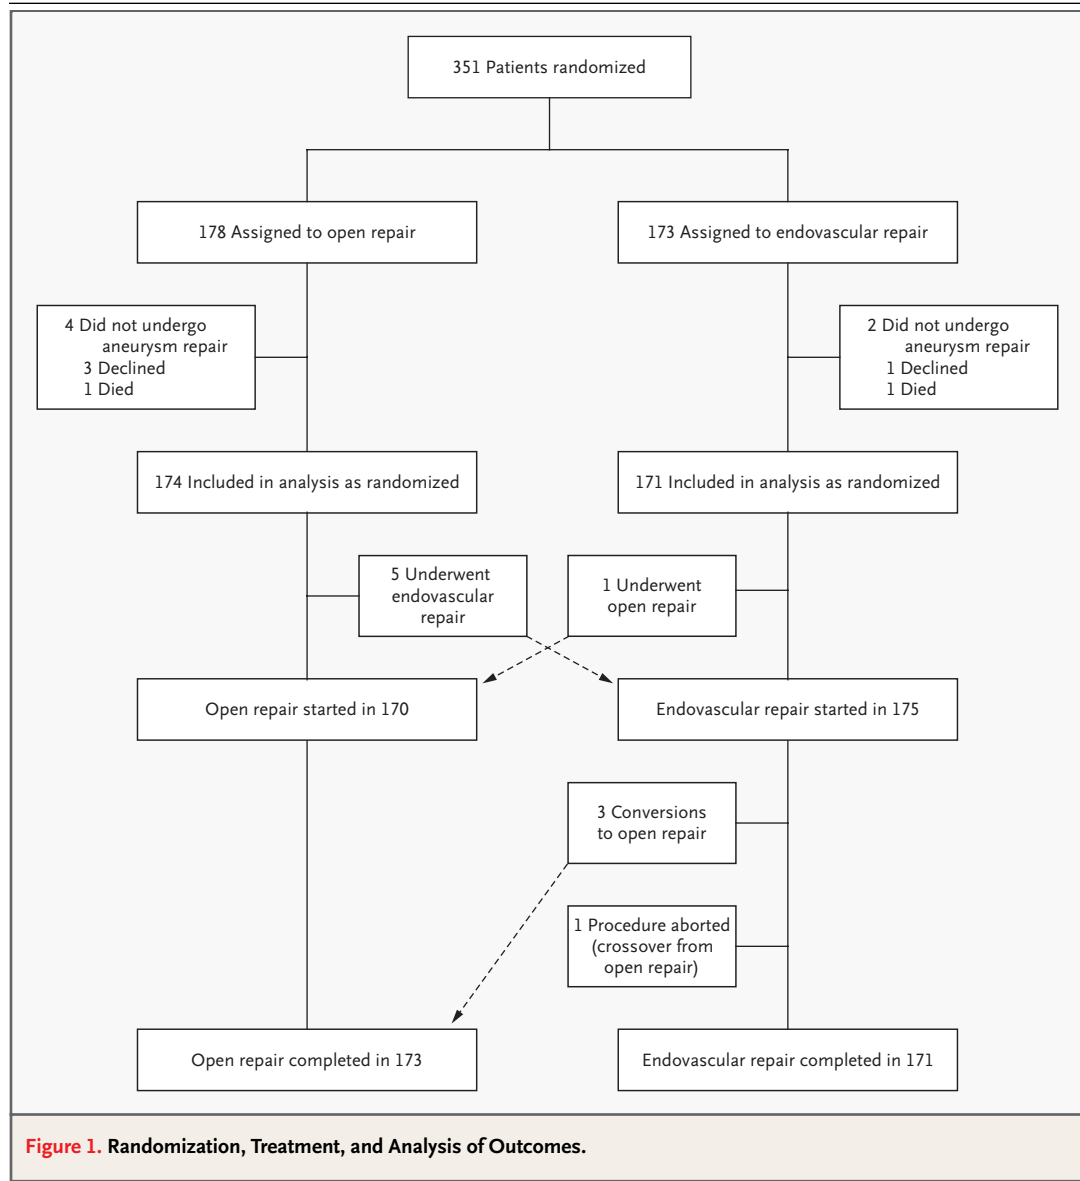 351 Patients randomized
178 Assigned to open repair
173 Assigned to endovascular repair
4 Did not undergo
aneurysm repair
3 Declined
1 Died
2 Did not undergo
aneurysm repair
1 Declined
1 Died
174 Included in analysis as randomized
171 Included in analysis as randomized
5 Underwent
endovascular
repair
1 Underwent
open repair
Open repair started in 170
Endovascular repair started in 175
3 Conversions
to open repair
1 Procedure aborted
(crossover from
open repair)
Open repair completed in 173
Endovascular repair completed in 171
Figure 1. Randomization, Treatment, and Analysis of Outcomes.